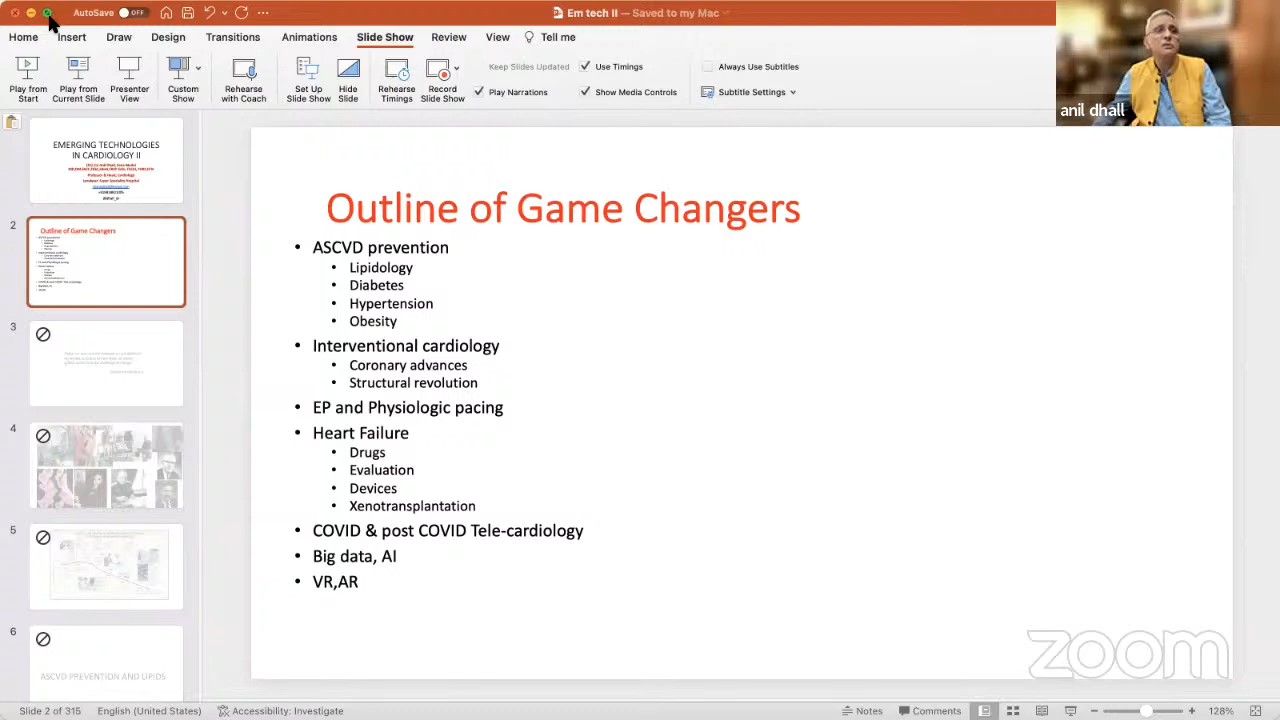 AutoSave OFF
Em tech II — Saved to my Mac
Home Insert Draw Design Transitions Animations Slide Show Review View Tell me
Play from Start
Play from Current Slide
Presenter View
Custom Show
Rehearse with Coach
Set Up Slide Show
Hide Slide
Rehearse Timings
Record Slide Show
Keep Slides Updated
Use Timings
Play Narrations
Show Media Controls
Always Use Subtitles
Subtitle Settings
anil dhall
EMERGING TECHNOLOGIES
IN CARDIOLOGY II
2
Outline of Game Changers
3
4
5
6
ASCVD PREVENTION AND LIPIDS
Outline of Game Changers
• ASCVD prevention
• Lipidology
• Diabetes
• Hypertension
• Obesity
• Interventional cardiology
• Coronary advances
• Structural revolution
• EP and Physiologic pacing
• Heart Failure
• Drugs
• Evaluation
• Devices
• Xenotransplantation
• COVID & post COVID Tele-cardiology
• Big data, AI
• VR,AR
zoom
Slide 2 of 315 English (United States) Accessibility: Investigate Notes Comments 128%